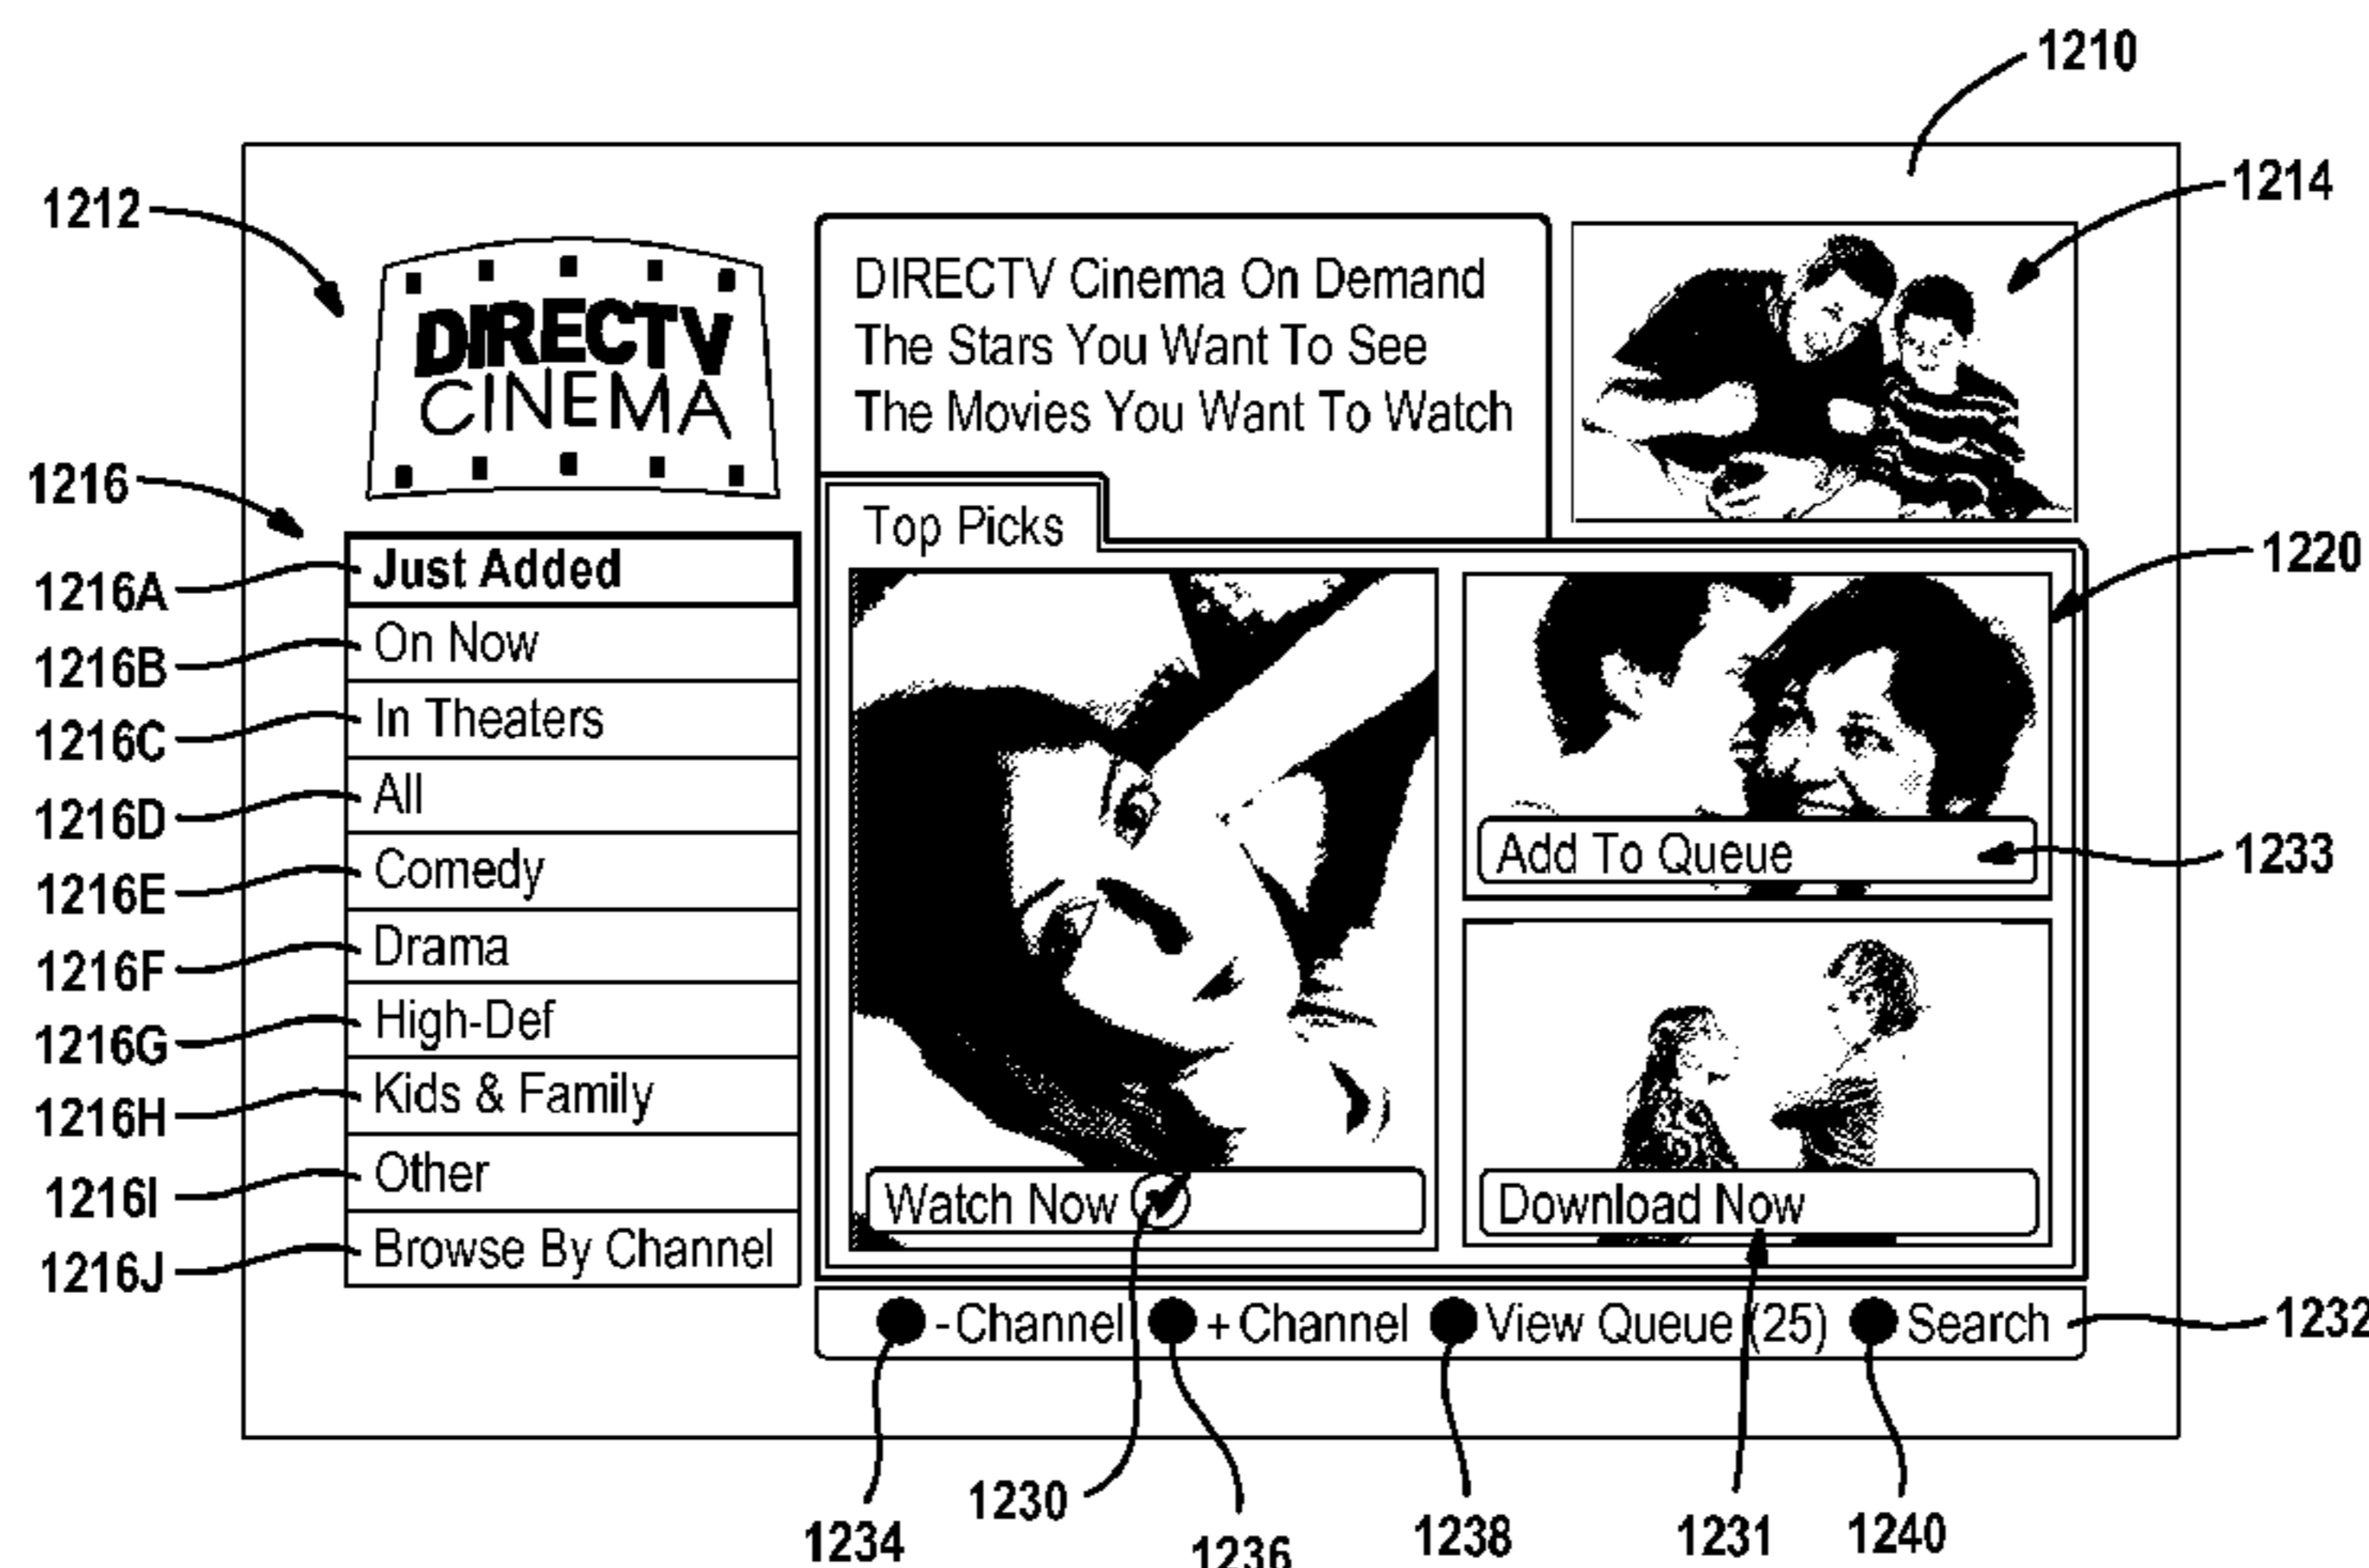 1210
1212
1214
DIRECTV
CINEMA
DIRECTV Cinema On Demand
The Stars You Want To See
The Movies You Want To Watch
1216
Top Picks
1220
1216A
Just Added
1216B
On Now
1216C
In Theaters
1216D
All
1216E
Comedy
1216F
Drama
1216G
High-Def
1216H
Kids & Family
1216I
Other
1216J
Browse By Channel
Add To Queue
1233
Watch Now
Download Now
- Channel + Channel View Queue (25) Search
1232
1234
1230
1236
1238
1231
1240